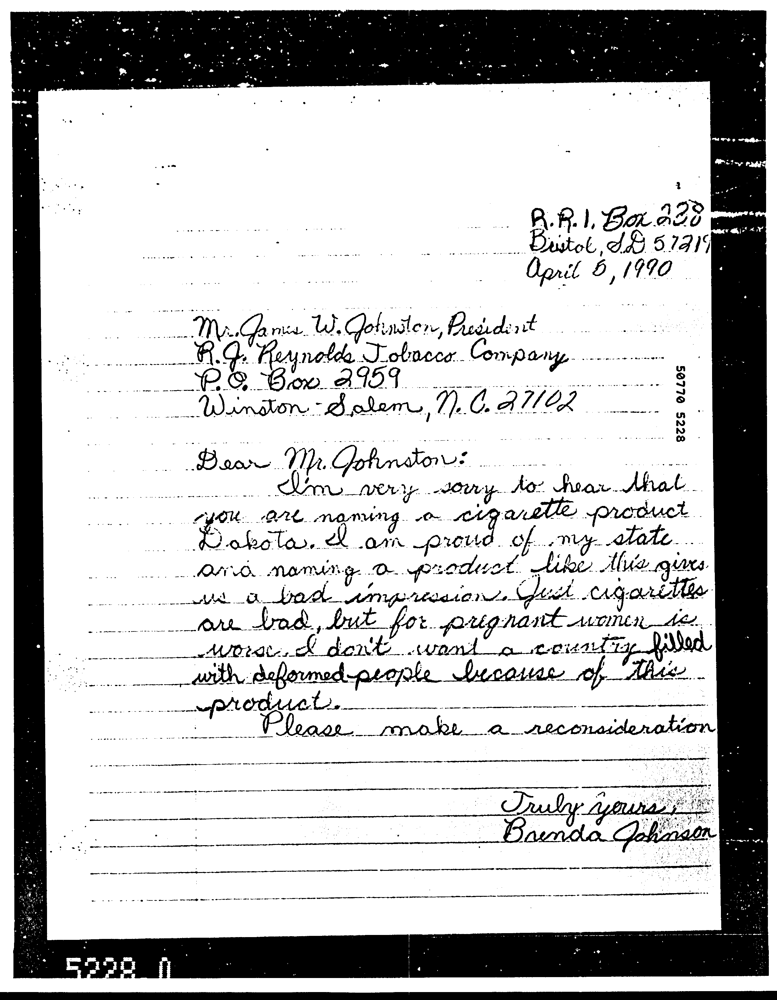 R.R.1, Box 238
Bristol, S.D 57219
April 5, 1990
Mr. James W. Johnston, President
R.J. Reynolds Tobacco Company
P.O. Box 2959
Winston-Salem, N.C. 27102
50770 5228
Dear Mr. Johnston:
I'm very sorry to hear that
you are naming a cigarette product
Dakota. I am proud of my state
and naming a product like this gives
us a bad impression. Just cigarettes
are bad, but for pregnant women is
worse. I don't want a country filled
with deformed people because of this
product.
Please make a reconsideration
Truly yours,
Brenda Johnson
5228.0